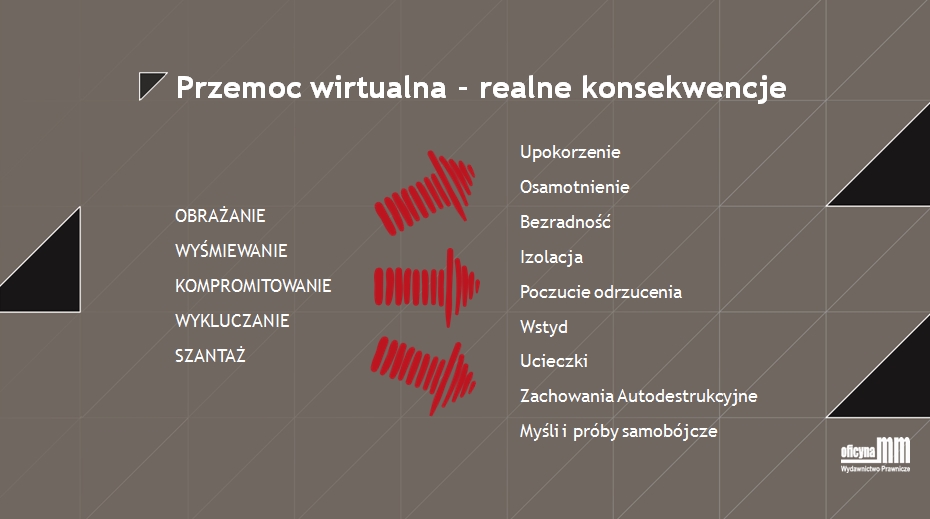 Przemoc wirtualna - realne konsekwencje
OBRAŻANIE
WYŚMIEWANIE
KOMPROMITOWANIE
WYKLUCZANIE
SZANTAŻ
Upokorzenie
Osamotnienie
Bezradność
Izolacja
Poczucie odrzucenia
Wstyd
Ucieczki
Zachowania Autodestrukcyjne
Myśli i próby samobójcze
oficyna mm
Wydawnictwo Prawnicze